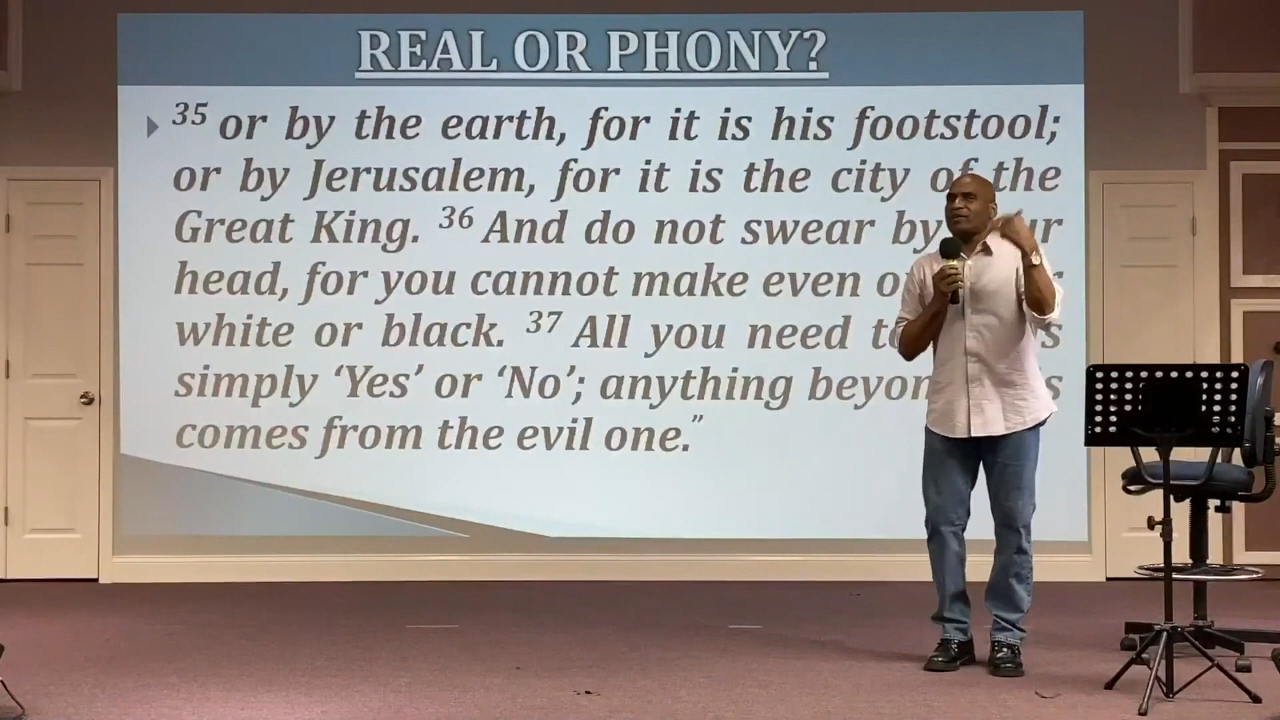 REAL OR PHONY?
35 or by the earth, for it is his footstool;
or by Jerusalem, for it is the city of the
Great King. 36 And do not swear by
head, for you cannot make even
white or black. 37 All you need
simply ‘Yes’ or ‘No’; anything
comes from the evil one.”